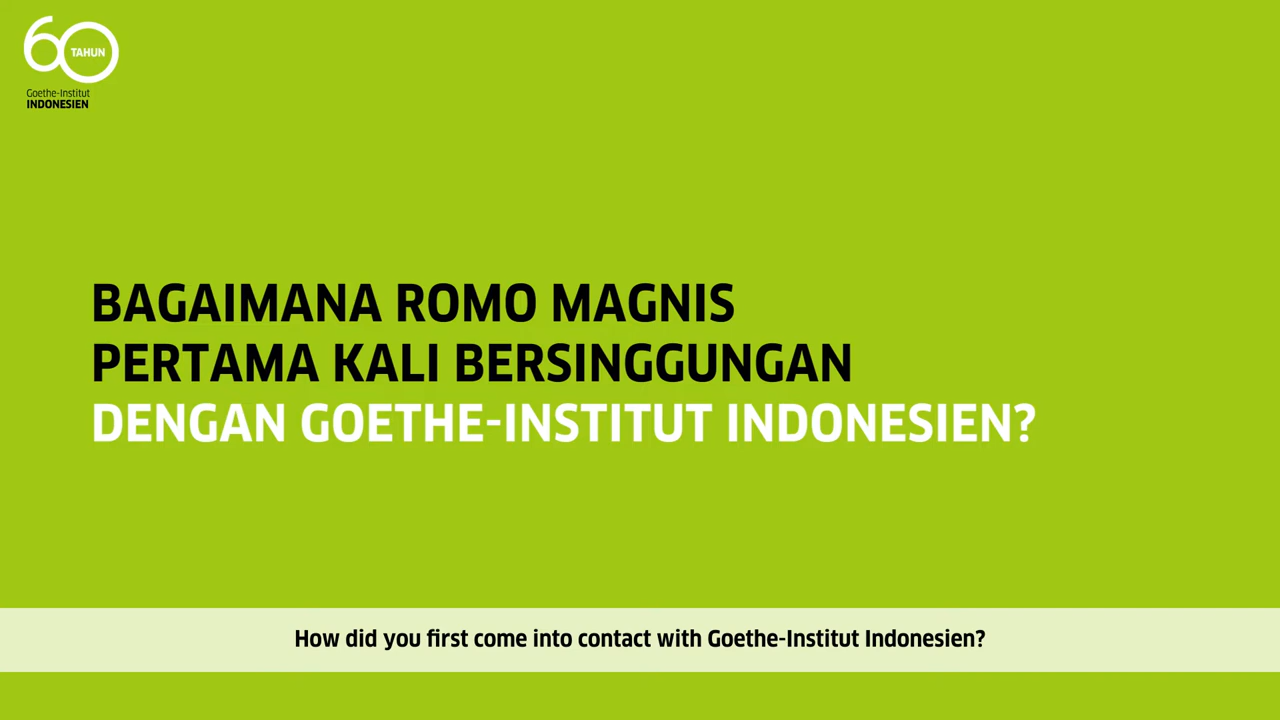 60
TAHUN
Goethe-Institut
INDONESIEN
BAGAIMANA ROMO MAGNIS
PERTAMA KALI BERSINGGUNGAN
DENGAN GOETHE-INSTITUT INDONESIEN?
How did you first come into contact with Goethe-Institut Indonesien?